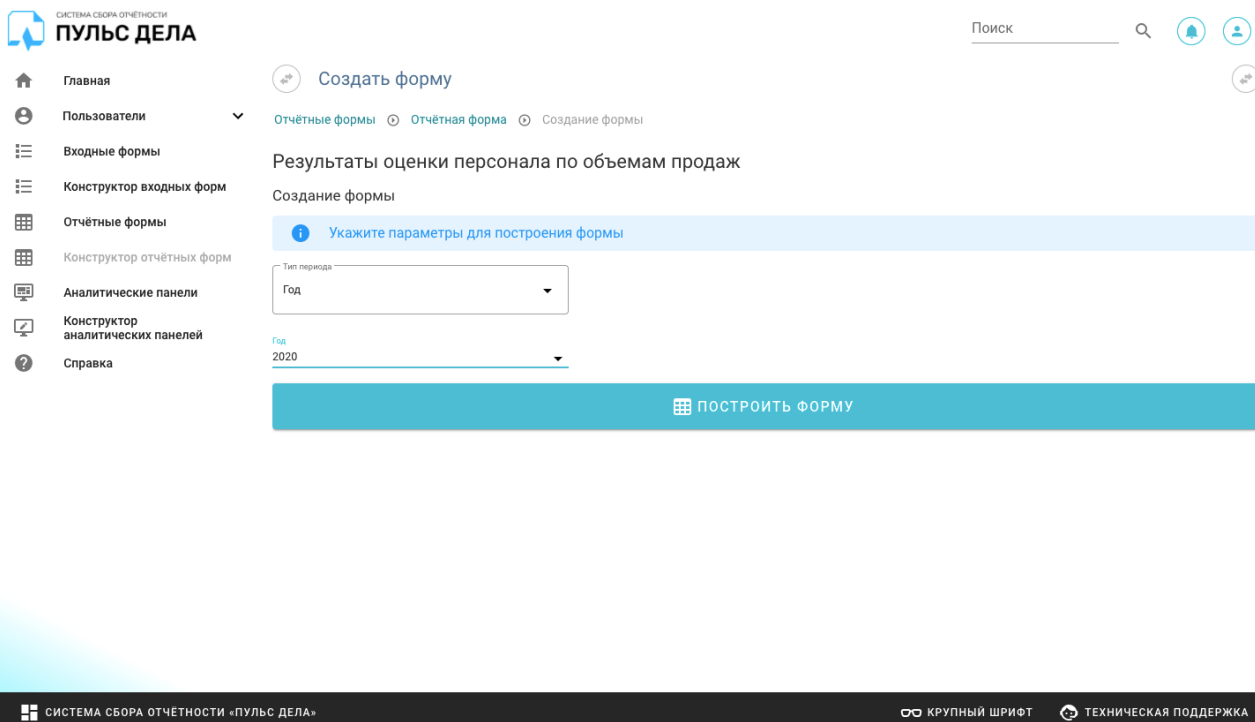 СИСТЕМА СБОРА ОТЧЁТНОСТИ
ПУЛЬС ДЕЛА
Поиск
Главная
Пользователи
Входные формы
Конструктор входных форм
Отчётные формы
Конструктор отчётных форм
Аналитические панели
Конструктор
аналитических панелей
Справка
Создать форму
Отчётные формы Отчётная форма Создание формы
Результаты оценки персонала по объемам продаж
Создание формы
Укажите параметры для построения формы
Тип периода
Год
Год
2020
ПОСТРОИТЬ ФОРМУ
СИСТЕМА СБОРА ОТЧЁТНОСТИ «ПУЛЬС ДЕЛА» КРУПНЫЙ ШРИФТ ТЕХНИЧЕСКАЯ ПОДДЕРЖКА